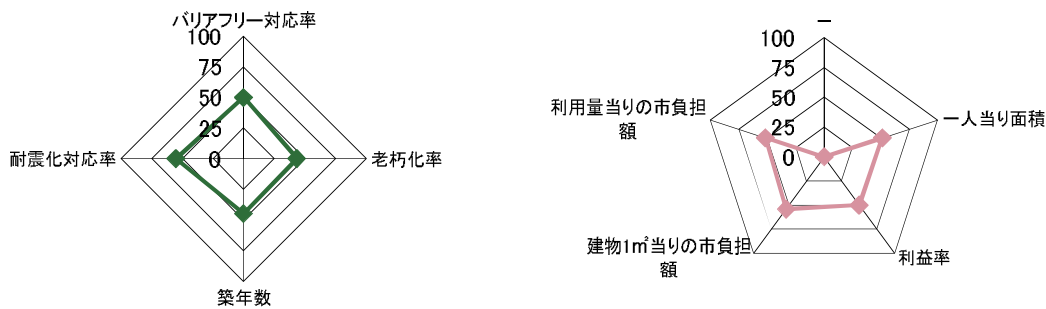 バリアフリー対応率
100
75
50
25
0
耐震化対応率
老朽化率
築年数
ー
100
75
50
25
0
利用量当りの市負担
額
一人当り面積
建物1㎡当りの市負担
額
利益率